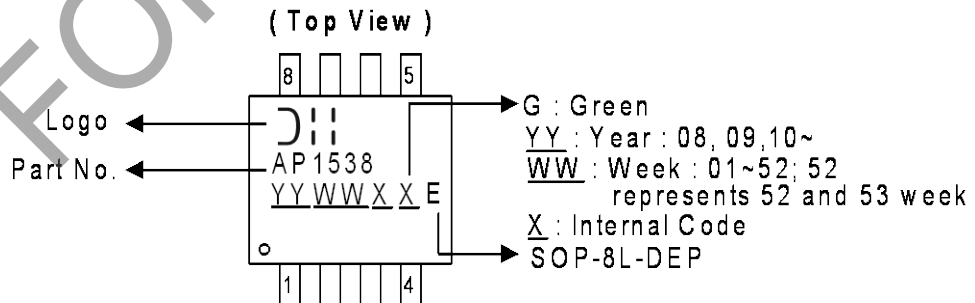 ( Top View )
8 5
Logo
Part No.
AP1538
YY WW X X E
1 4
G : Green
YY : Year : 08, 09,10~
WW : Week : 01~52; 52
represents 52 and 53 week
X : Internal Code
SOP-8L-DEP
FO